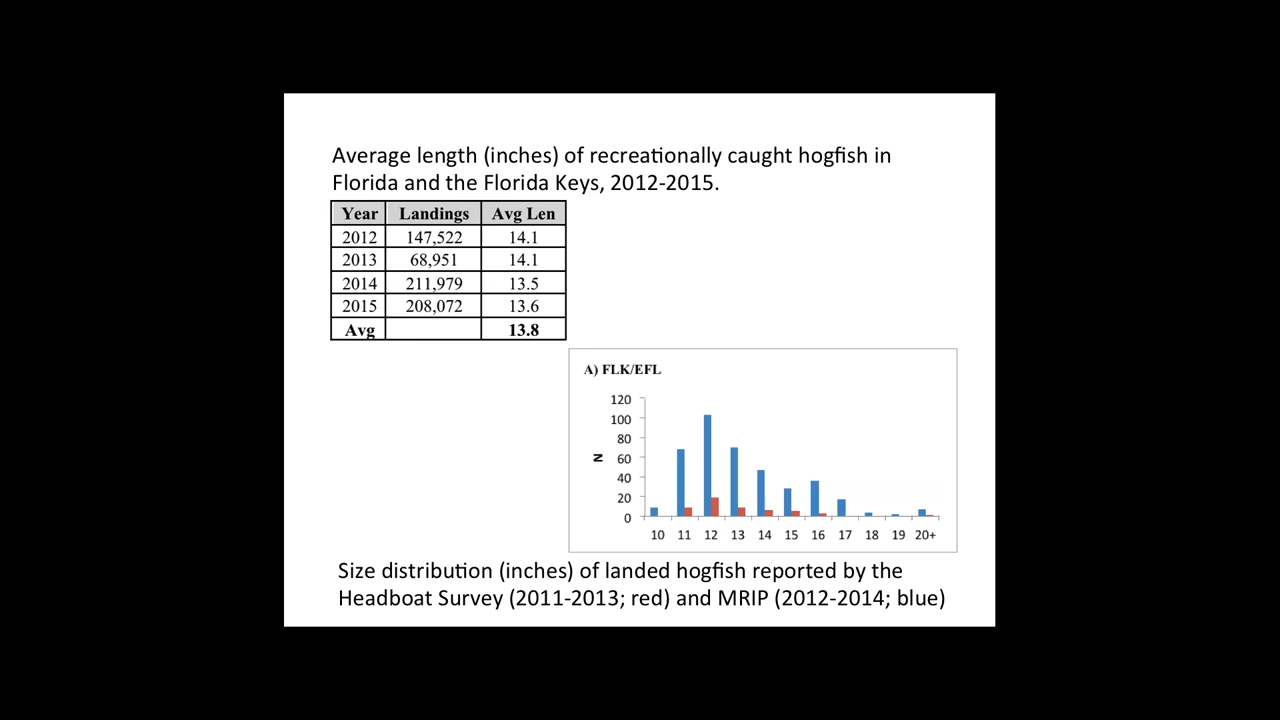 Average length (inches) of recreationally caught hogfish in
Florida and the Florida Keys, 2012-2015.
Year Landings Avg Len
2012 147,522 14.1
2013 68,951 14.1
2014 211,979 13.5
2015 208,072 13.6
Avg 13.8
A) FLK/EFL
120
100
80
60
40
20
0
N
10 11 12 13 14 15 16 17 18 19 20+
Size distribution (inches) of landed hogfish reported by the
Headboat Survey (2011-2013; red) and MRIP (2012-2014; blue)